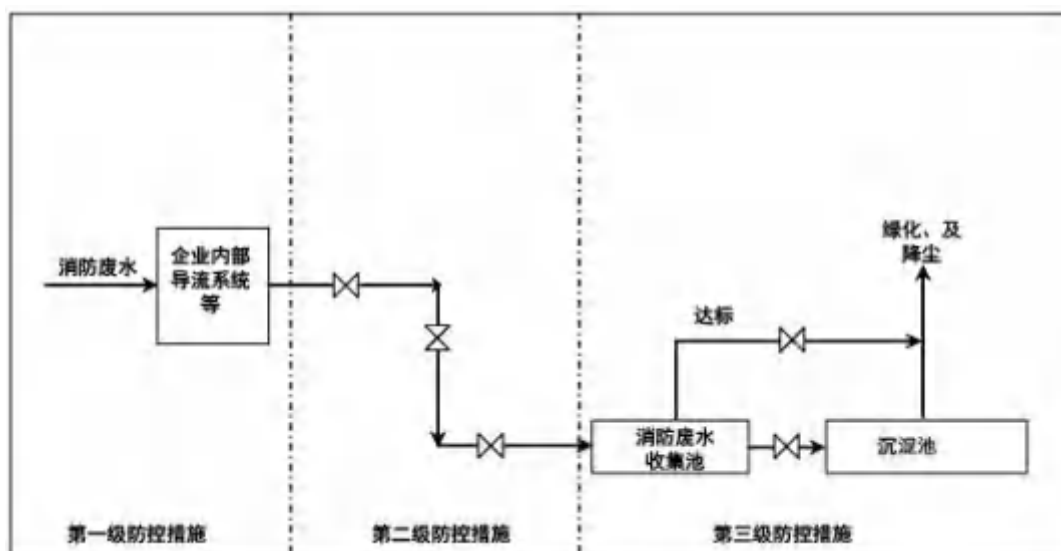 消防废水
企业内部
导流系统
等
绿化、及
降尘
达标
消防废水
收集池
沉淀池
第一级防控措施
第二级防控措施
第三级防控措施